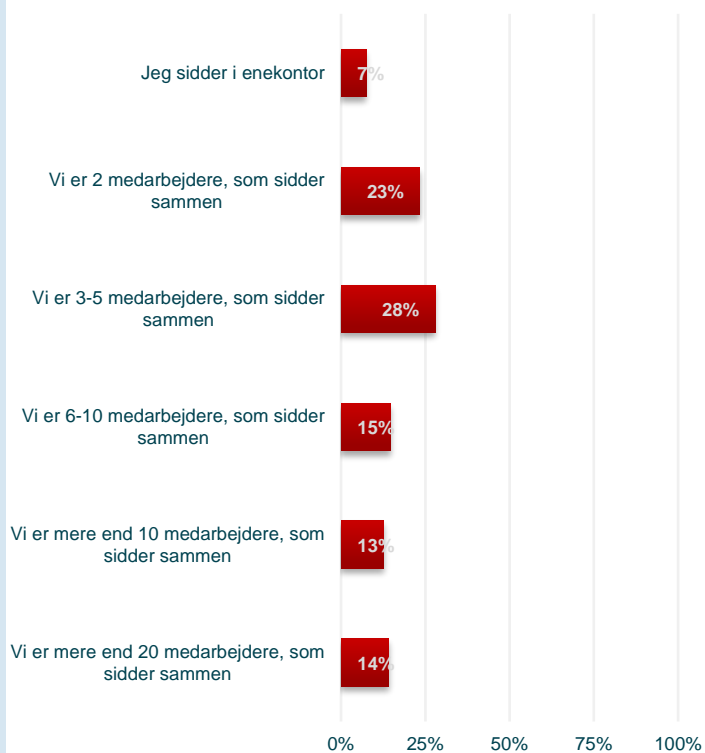 Jeg sidder i enekontor
7%
Vi er 2 medarbejdere, som sidder
sammen
23%
Vi er 3-5 medarbejdere, som sidder
sammen
28%
Vi er 6-10 medarbejdere, som sidder
sammen
15%
Vi er mere end 10 medarbejdere, som
sidder sammen
13%
Vi er mere end 20 medarbejdere, som
sidder sammen
14%
0% 25% 50% 75% 100%